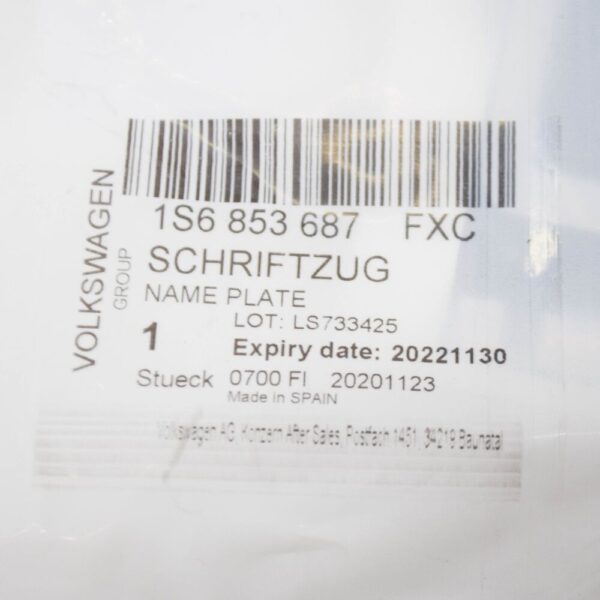 VOLKSWAGEN
GROUP
1S6 853 687 FXC
SCHRIFTZUG
NAME PLATE
LOT: LS733425
1 Expiry date: 20221130
Stueck 0700 FI 20201123
Made in SPAIN
Volkswagen AG, Konzern After Sales, Postfach 1451, 34219 Baunatal